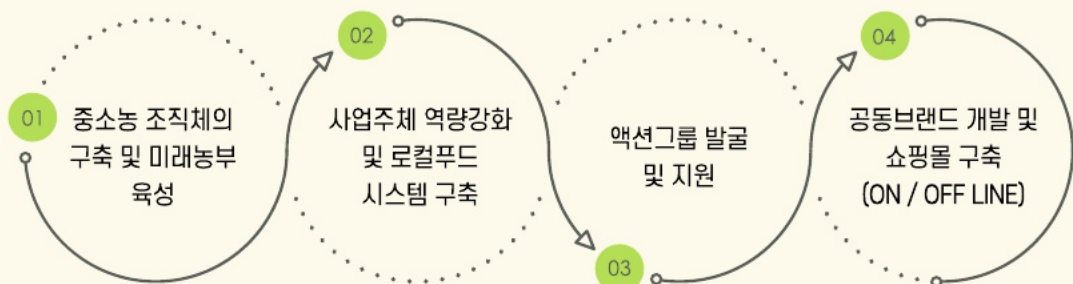 01
중소농 조직체의
구축 및 미래농부
육성
02
사업주체 역량강화
및 로컬푸드
시스템 구축
03
액션그룹 발굴
및 지원
04
공동브랜드 개발 및
쇼핑몰 구축
(ON / OFF LINE)